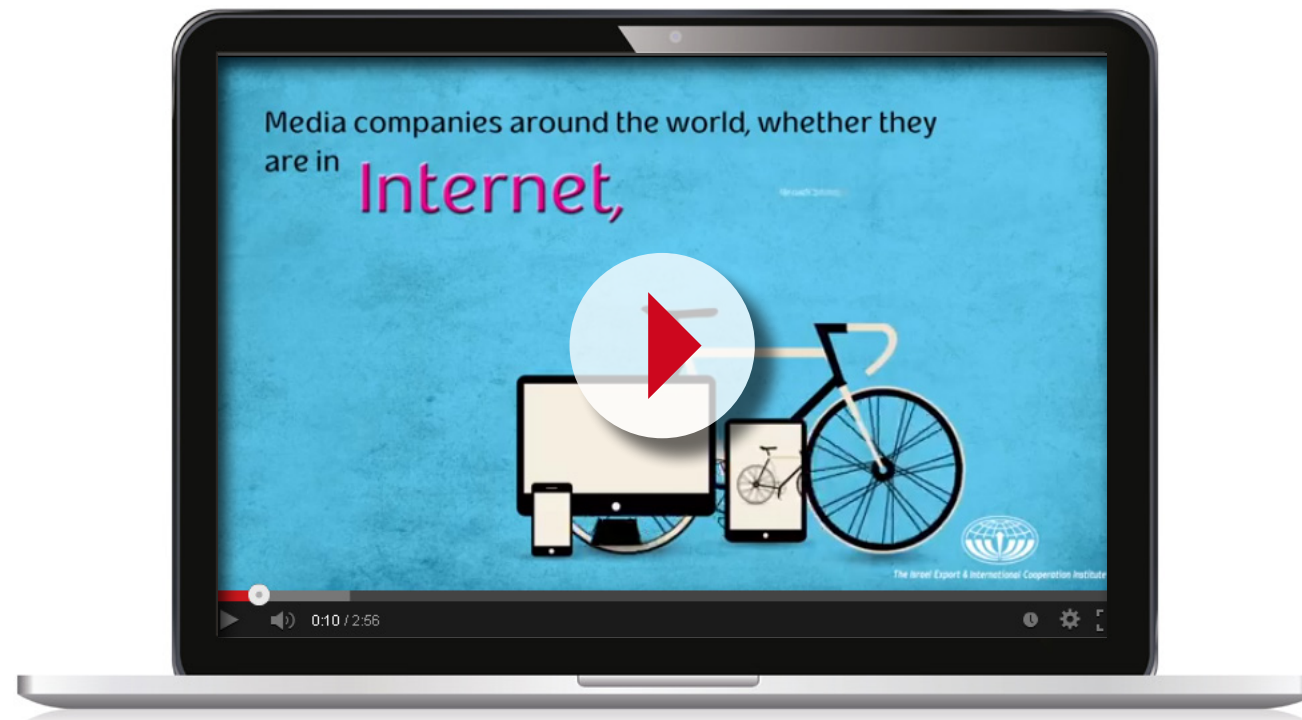 Media companies around the world, whether they
are in Internet,
The Israel Export & International Cooperation Institute
0:10 / 2:56